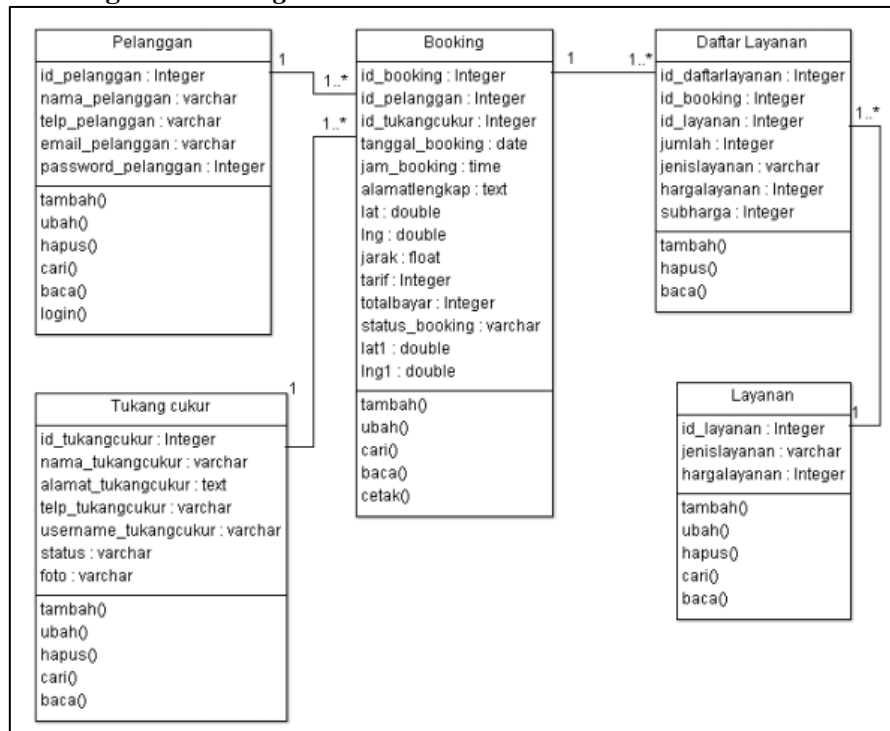 Pelanggan
id_pelanggan : Integer
nama_pelanggan : varchar
telp_pelanggan : varchar
email_pelanggan : varchar
password_pelanggan : Integer
tambah()
ubah()
hapus()
cari()
baca()
login()
1
1..*
Booking
id_booking : Integer
id_pelanggan : Integer
id_tukangcukur : Integer
tanggal_booking : date
jam_booking : time
alamatlengkap : text
lat : double
lng : double
jarak : float
tarif : Integer
totalbayar : Integer
status_booking : varchar
lat1 : double
lng1 : double
tambah()
ubah()
cari()
baca()
cetak()
1
1..*
Daftar Layanan
id_daftarlayanan : Integer
id_booking : Integer
id_layanan : Integer
jumlah : Integer
jenislayanan : varchar
hargalayanan : Integer
subharga : Integer
tambah()
hapus()
baca()
1..*
1..*
1
Tukang cukur
id_tukangcukur : Integer
nama_tukangcukur : varchar
alamat_tukangcukur : text
telp_tukangcukur : varchar
username_tukangcukur : varchar
status : varchar
foto : varchar
tambah()
ubah()
hapus()
cari()
baca()
Layanan
1
id_layanan : Integer
jenislayanan : varchar
hargalayanan : Integer
tambah()
ubah()
hapus()
cari()
baca()